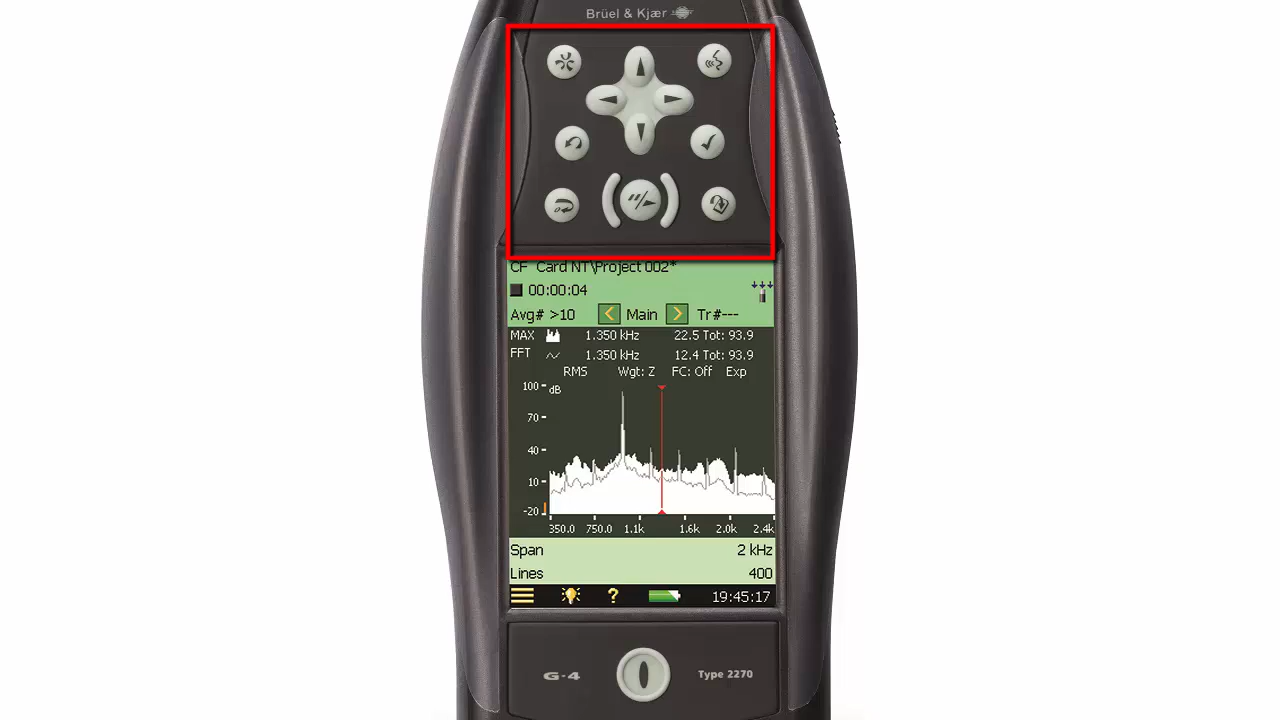 Brüel & Kjær
CF Card NT\Project 002*
00:00:04
Avg# >10 < Main > Tr#---
MAX 1.350 kHz 22.5 Tot: 93.9
FFT 1.350 kHz 12.4 Tot: 93.9
RMS Wgt: Z FC: Off Exp
100 dB
70
40
10
-20
350.0 750.0 1.1k 1.6k 2.0k 2.4k
Span 2 kHz
Lines 400
? 19:45:17
G-4 Type 2270